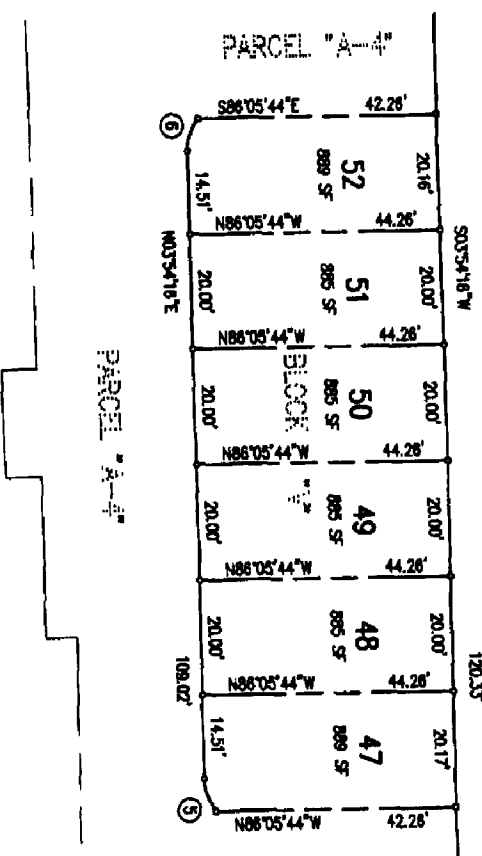 PARCEL "A-4"
S86°05'44"E 42.26'
6
52
889 SF
20.16'
14.51'
N86°05'44"W 44.26'
S03°54'16"W
N03°54'16"E
51
885 SF
20.00'
20.00'
N86°05'44"W 44.26'
BLOCK "A"
PARCEL "A-4"
50
885 SF
20.00'
20.00'
N86°05'44"W 44.26'
49
885 SF
20.00'
20.00'
N86°05'44"W 44.26'
48
885 SF
20.00'
20.00'
120.33'
109.02'
N86°05'44"W 44.26'
47
889 SF
20.17'
14.51'
5
N86°05'44"W 42.26'